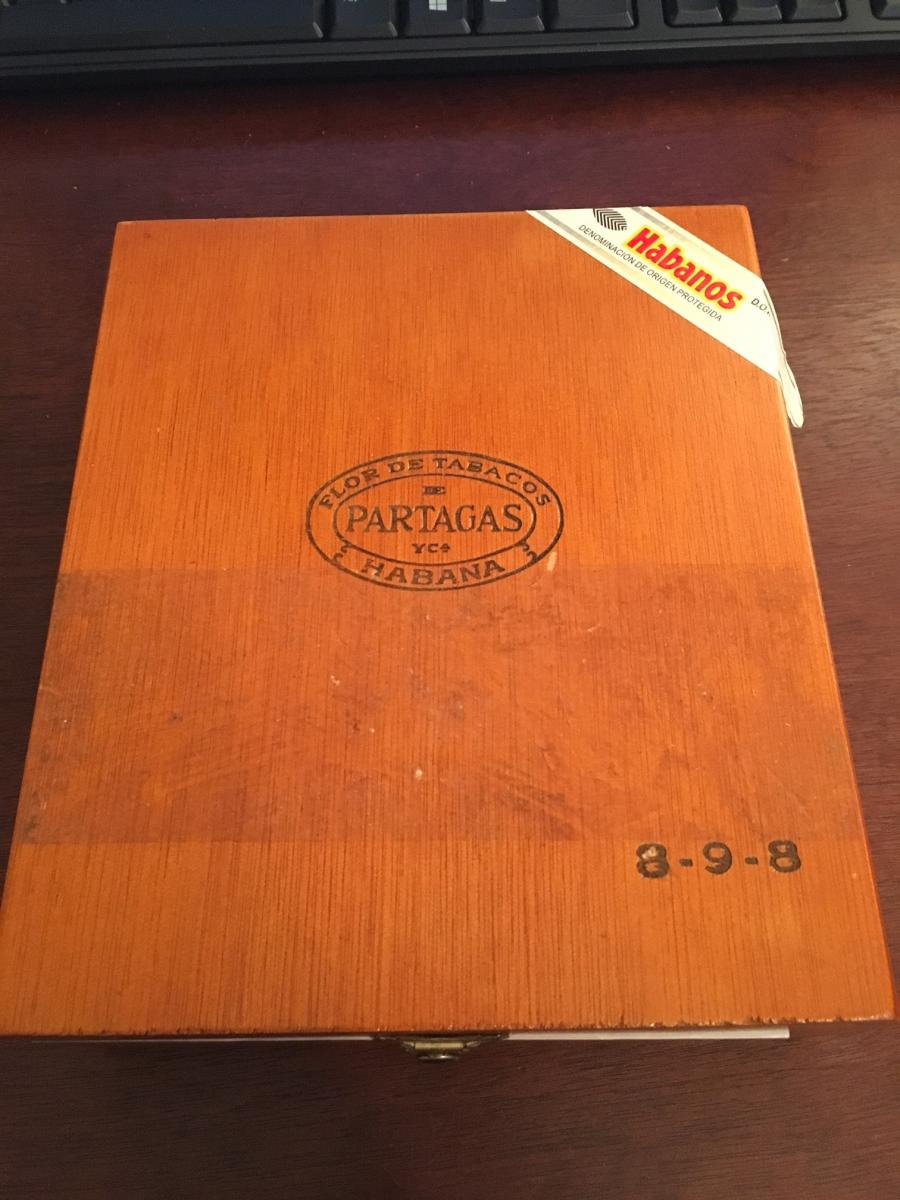 Habanos
DENOMINACIÓN DE ORIGEN PROTEGIDA
D.O.
FLOR DE TABACOS
DE
PARTAGAS
Y Cª
HABANA
8-9-8